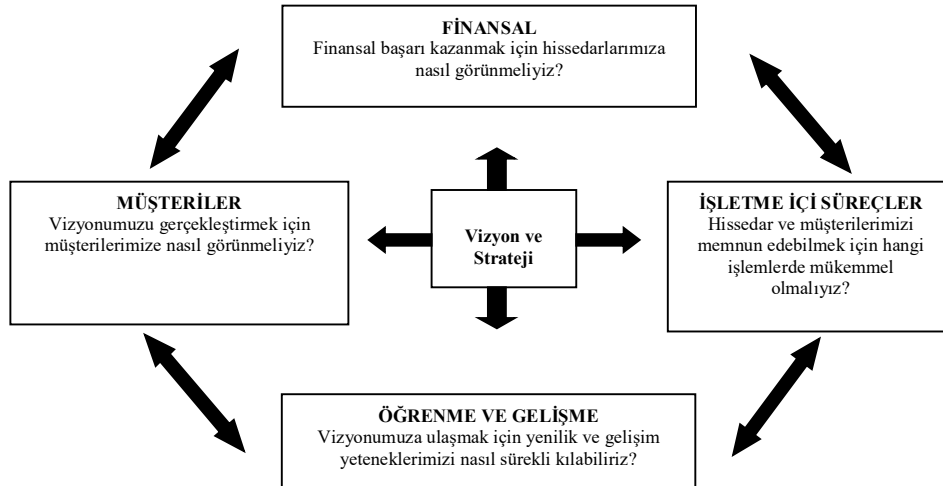 FİNANSAL
Finansal başarı kazanmak için hissedarlarımıza
nasıl görünmeliyiz?
MÜŞTERİLER
Vizyonumuzu gerçekleştirmek için
müşterilerimize nasıl görünmeliyiz?
Vizyon ve
Strateji
İŞLETME İÇİ SÜREÇLER
Hissedar ve müşterilerimizi
memnun edebilmek için hangi
işlemlerde mükemmel
olmalıyız?
ÖĞRENME VE GELİŞME
Vizyonumuza ulaşmak için yenilik ve gelişim
yeteneklerimizi nasıl sürekli kılabiliriz?